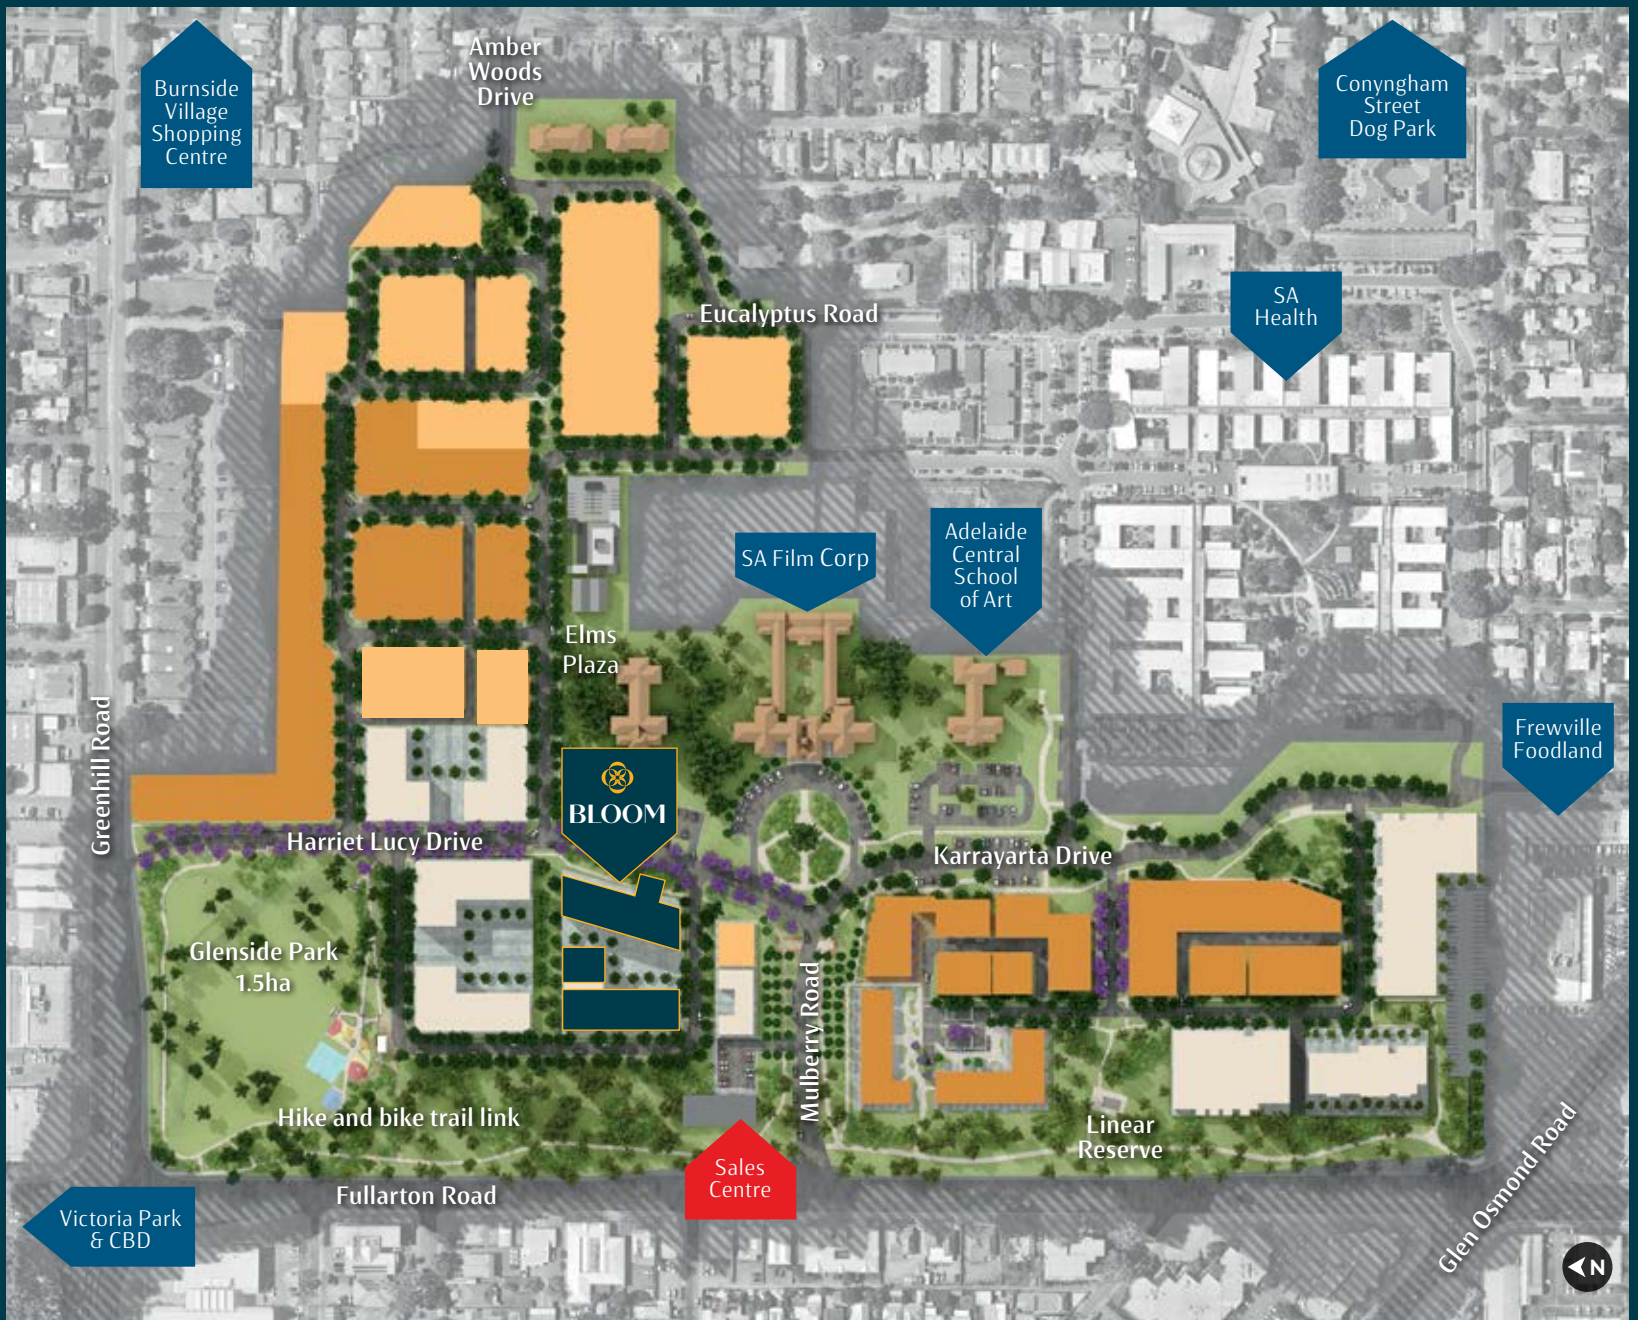 Amber
Woods
Drive
Burnside
Village
Shopping
Centre
Conyngham
Street
Dog Park
SA
Health
Eucalyptus Road
SA Film Corp
Adelaide
Central
School
of Art
Elms
Plaza
Greenhill Road
Frewville
Foodland
BLOOM
Harriet Lucy Drive
Karrayarta Drive
Glenside Park
1.5ha
Mulberry Road
Hike and bike trail link
Linear
Reserve
Sales
Centre
Fullarton Road
Victoria Park
& CBD
Glen Osmond Road
N